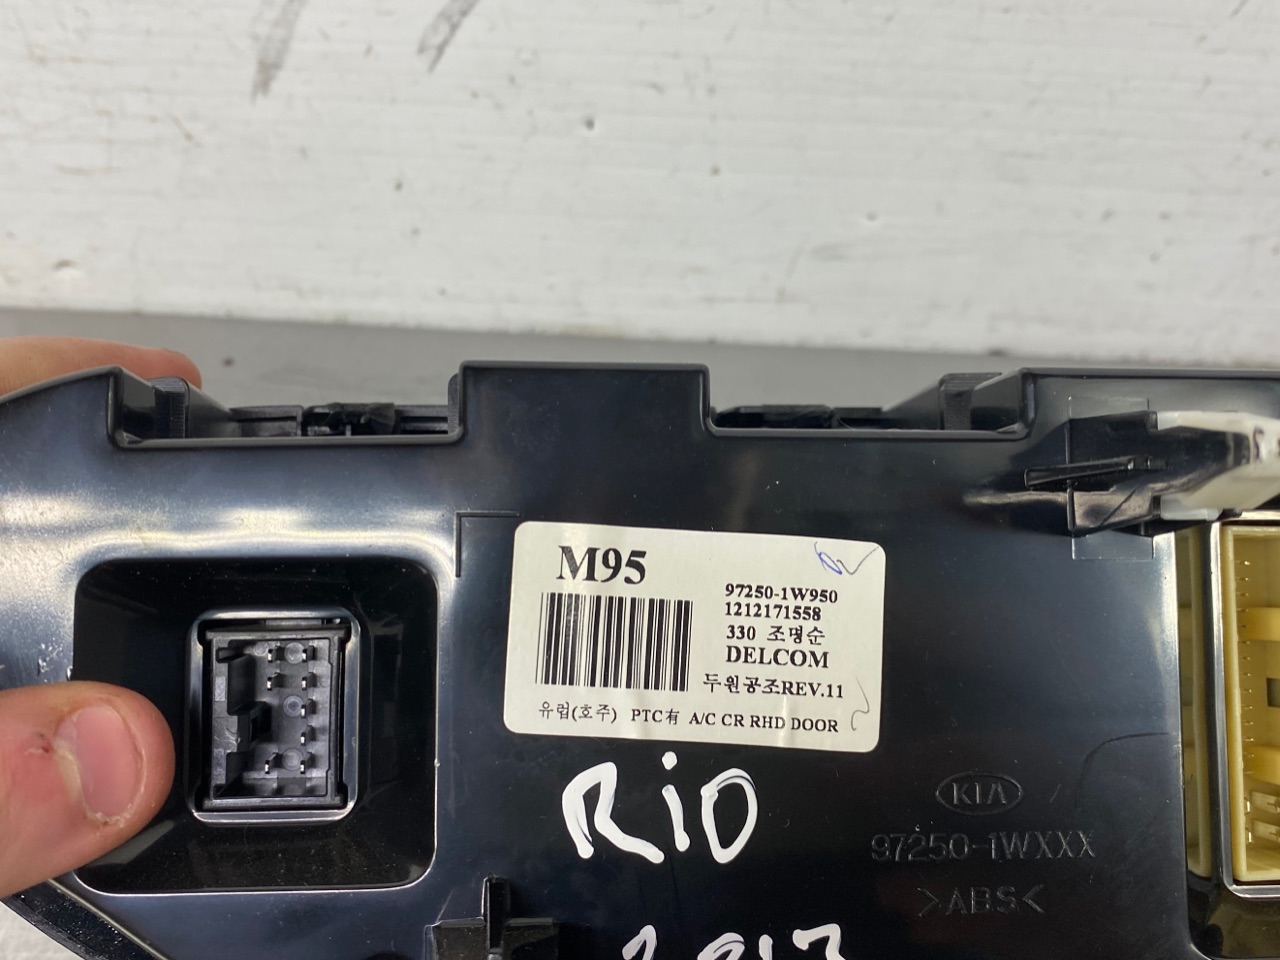 M95
97250-1W950
1212171558
330 조명순
DELCOM
두원공조REV.11
유럽(호주) PTC有 A/C CR RHD DOOR
RiO
KIA
97250-1WXXX
>ABS<